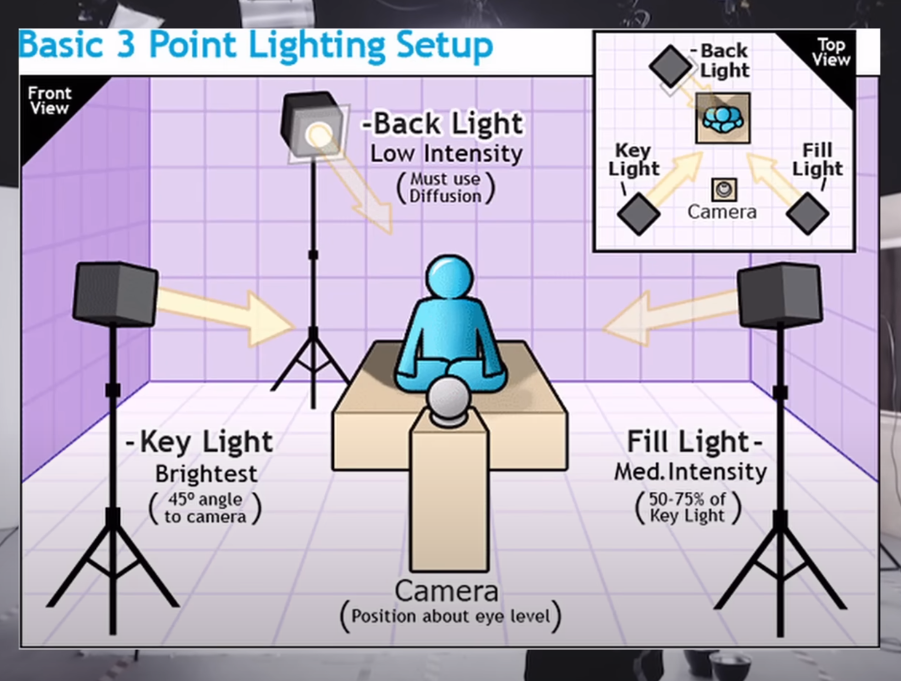 Basic 3 Point Lighting Setup
Front
View
-Back Light
Low Intensity
(Must use
Diffusion)
-Back
Light
Top
View
Key
Light
Fill
Light
Camera
-Key Light
Brightest
(45º angle
to camera)
Fill Light-
Med.Intensity
(50-75% of
Key Light)
Camera
(Position about eye level)